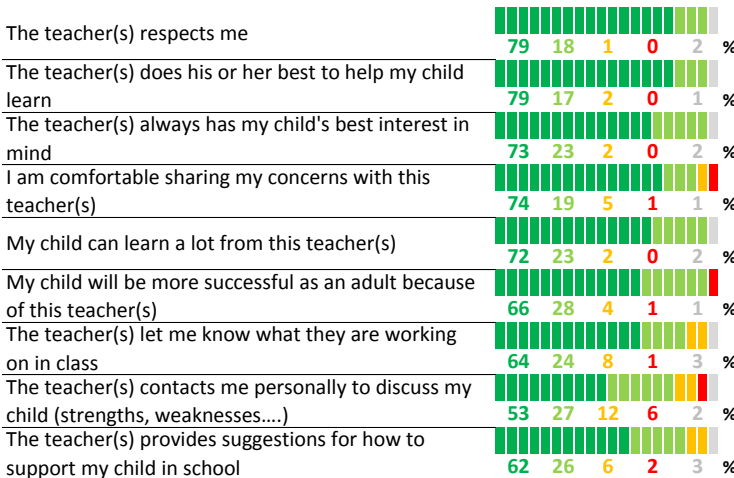 The teacher(s) respects me
79 18 1 0 2 %
The teacher(s) does his or her best to help my child
learn
79 17 2 0 1 %
The teacher(s) always has my child's best interest in
mind
73 23 2 0 2 %
I am comfortable sharing my concerns with this
teacher(s)
74 19 5 1 1 %
My child can learn a lot from this teacher(s)
72 23 2 0 2 %
My child will be more successful as an adult because
of this teacher(s)
66 28 4 1 1 %
The teacher(s) let me know what they are working
on in class
64 24 8 1 3 %
The teacher(s) contacts me personally to discuss my
child (strengths, weaknesses....)
53 27 12 6 2 %
The teacher(s) provides suggestions for how to
support my child in school
62 26 6 2 3 %